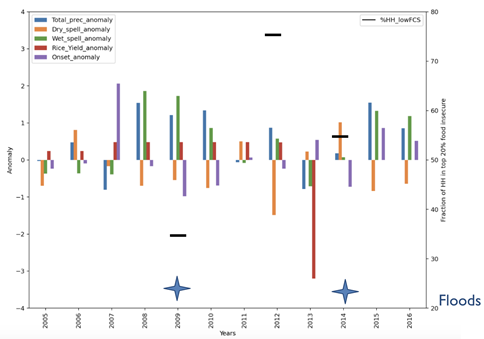 Total_prec_anomaly
Dry_spell_anomaly
Wet_spell_anomaly
Rice_Yield_anomaly
Onset_anomaly
%HH_lowFCS
4
3
2
1
0
−1
−2
−3
−4
Anomaly
80
70
60
50
40
30
20
Fraction of HH in top 20% food insecure
2005
2006
2007
2008
2009
2010
2011
2012
2013
2014
2015
2016
Years
Floods